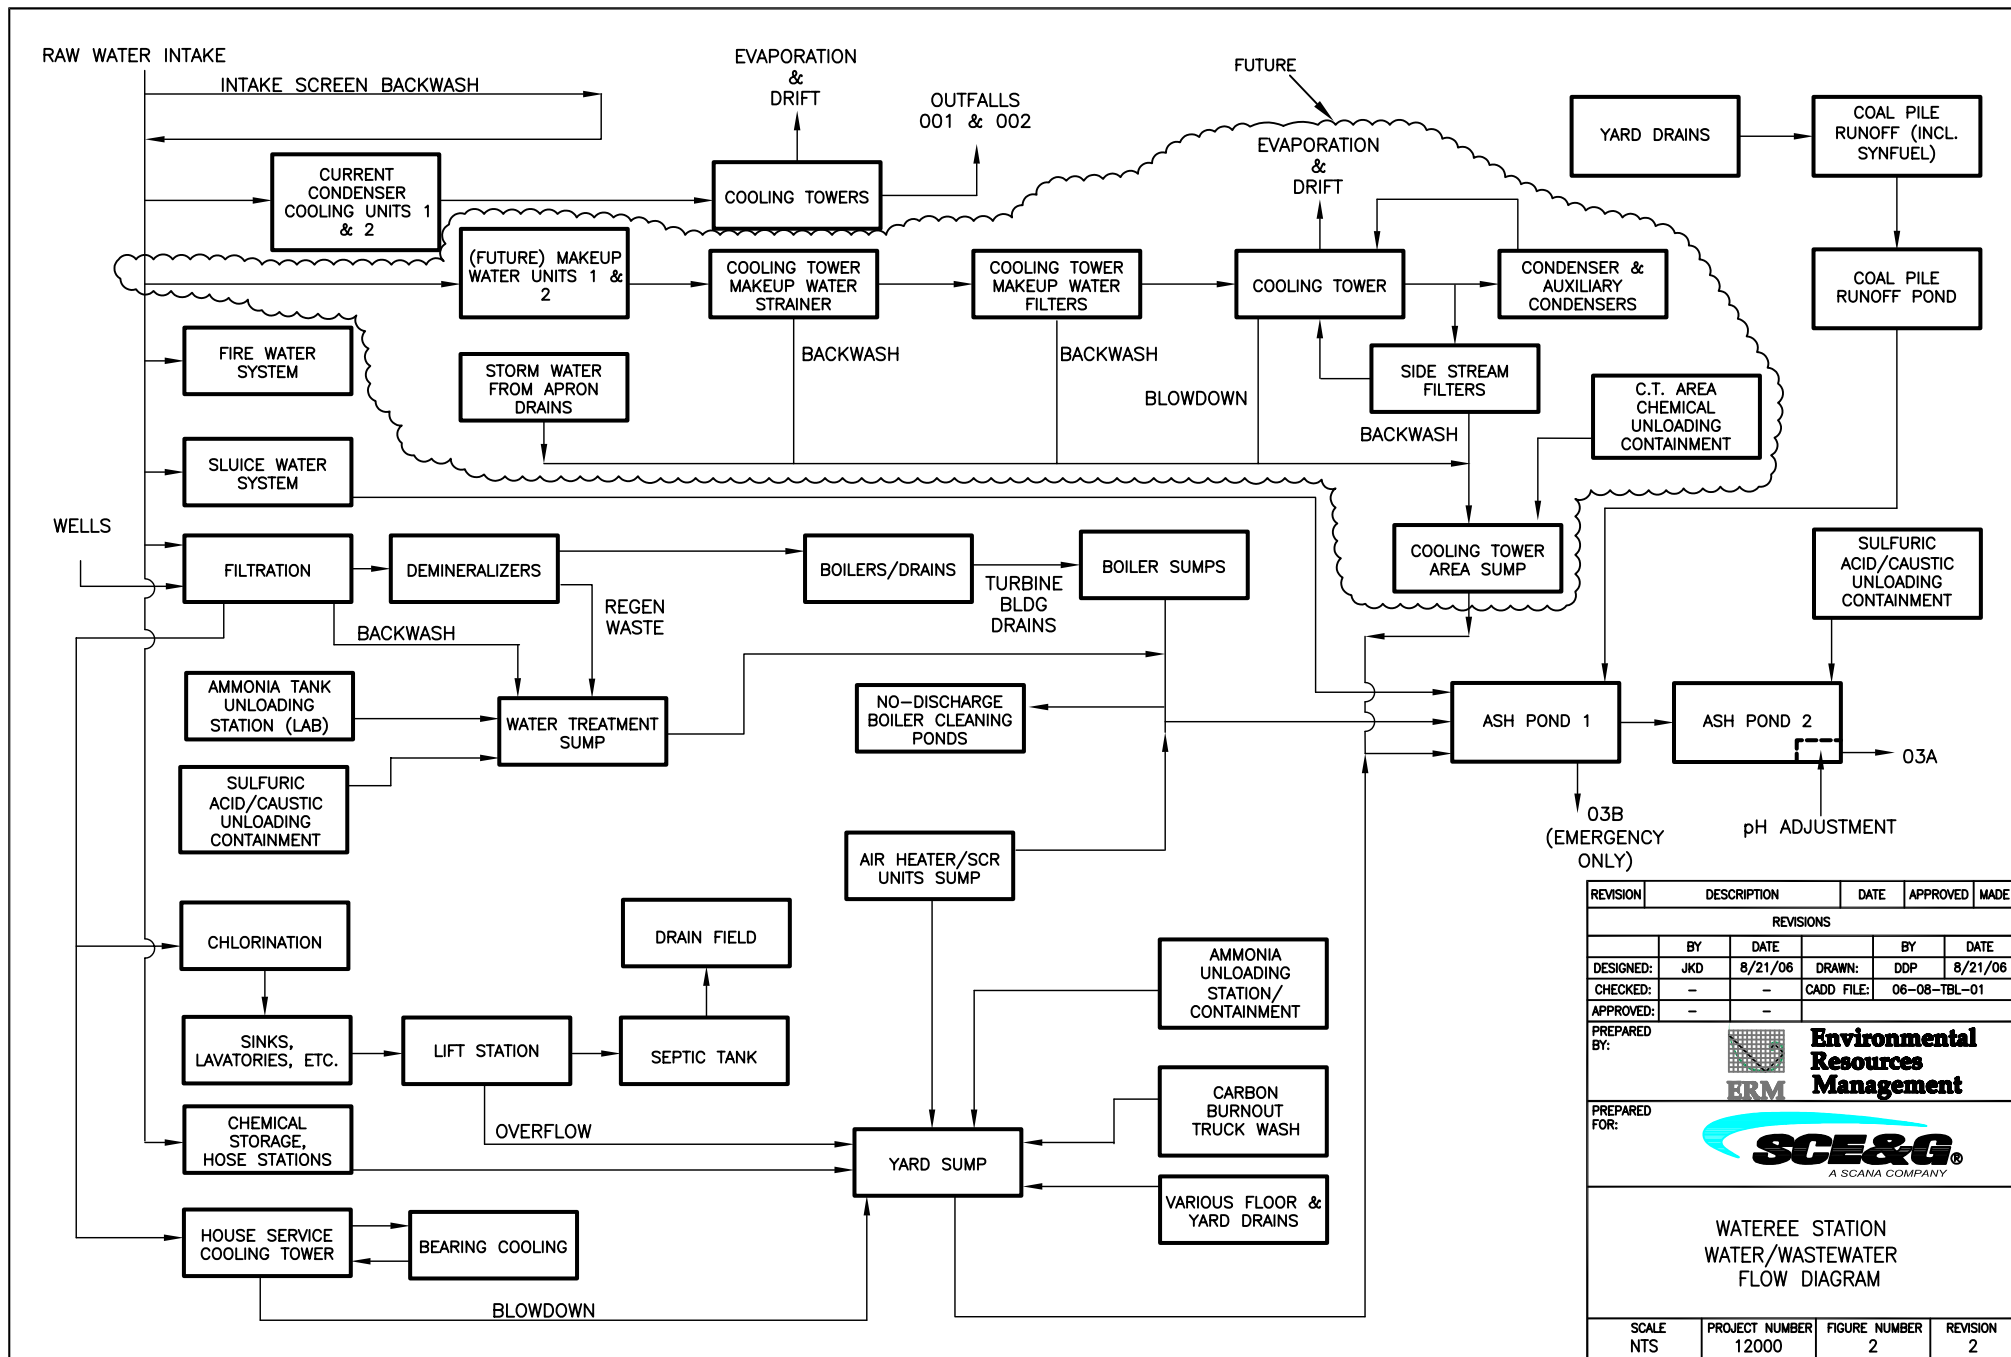 RAW WATER INTAKE
INTAKE SCREEN BACKWASH
EVAPORATION
&
DRIFT
OUTFALLS
001 & 002
FUTURE
YARD DRAINS
COAL PILE
RUNOFF (INCL.
SYNFUEL)
CURRENT
CONDENSER
COOLING UNITS 1
& 2
COOLING TOWERS
EVAPORATION
&
DRIFT
(FUTURE) MAKEUP
WATER UNITS 1 &
2
COOLING TOWER
MAKEUP WATER
STRAINER
COOLING TOWER
MAKEUP WATER
FILTERS
COOLING TOWER
CONDENSER &
AUXILIARY
CONDENSERS
COAL PILE
RUNOFF POND
FIRE WATER
SYSTEM
STORM WATER
FROM APRON
DRAINS
BACKWASH
BACKWASH
BLOWDOWN
SIDE STREAM
FILTERS
BACKWASH
C.T. AREA
CHEMICAL
UNLOADING
CONTAINMENT
SLUICE WATER
SYSTEM
WELLS
FILTRATION
DEMINERALIZERS
BOILERS/DRAINS
TURBINE
BLDG
DRAINS
BOILER SUMPS
COOLING TOWER
AREA SUMP
SULFURIC
ACID/CAUSTIC
UNLOADING
CONTAINMENT
REGEN
WASTE
BACKWASH
AMMONIA TANK
UNLOADING
STATION (LAB)
WATER TREATMENT
SUMP
NO-DISCHARGE
BOILER CLEANING
PONDS
ASH POND 1
ASH POND 2
03A
SULFURIC
ACID/CAUSTIC
UNLOADING
CONTAINMENT
03B
(EMERGENCY
ONLY)
pH ADJUSTMENT
AIR HEATER/SCR
UNITS SUMP
CHLORINATION
DRAIN FIELD
AMMONIA
UNLOADING
STATION/
CONTAINMENT
SINKS,
LAVATORIES, ETC.
LIFT STATION
SEPTIC TANK
CARBON
BURNOUT
TRUCK WASH
CHEMICAL
STORAGE,
HOSE STATIONS
OVERFLOW
YARD SUMP
VARIOUS FLOOR &
YARD DRAINS
HOUSE SERVICE
COOLING TOWER
BEARING COOLING
BLOWDOWN
REVISION DESCRIPTION DATE APPROVED MADE
REVISIONS
BY DATE BY DATE
DESIGNED: JKD 8/21/06 DRAWN: DDP 8/21/06
CHECKED: - - CADD FILE: 06-08-TBL-01
APPROVED: - -
PREPARED
BY:
ERM
Environmental
Resources
Management
PREPARED
FOR:
SCE&G®
A SCANA COMPANY
WATEREE STATION
WATER/WASTEWATER
FLOW DIAGRAM
SCALE PROJECT NUMBER FIGURE NUMBER REVISION
NTS 12000 2 2